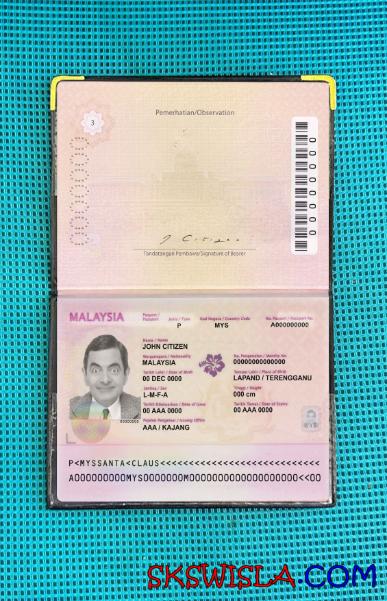 3
Pemerhatian/Observation
00000000
J Citizen
Tandatangan Pembawa/Signature of Bearer
MALAYSIA
Pasport / Passport
Jenis / Type
Kod Negara / Country Code
No. Pasport / Passport No.
P
MYS
A00000000
Nama / Name
JOHN CITIZEN
Warganegara / Nationality
MALAYSIA
No. Pengenalan / Identity No.
00000000000000
Tarikh Lahir / Date of Birth
00 DEC 0000
Tempat Lahir / Place of Birth
LAPAND / TERENGGANU
Jantina / Sex
L-M-F-A
Tinggi / Height
000 cm
Tarikh Dikeluarkan / Date of Issue
00 AAA 0000
Tarikh Tamat / Date of Expiry
00 AAA 0000
Pejabat Pengeluar / Issuing Office
AAA / KAJANG
P<MYSSANTA<CLAUS<<<<<<<<<<<<<<<<<<<<<<<<<<<<
A000000000MYS0000000M0000000000000000000<<00
SKSWISLA.COM